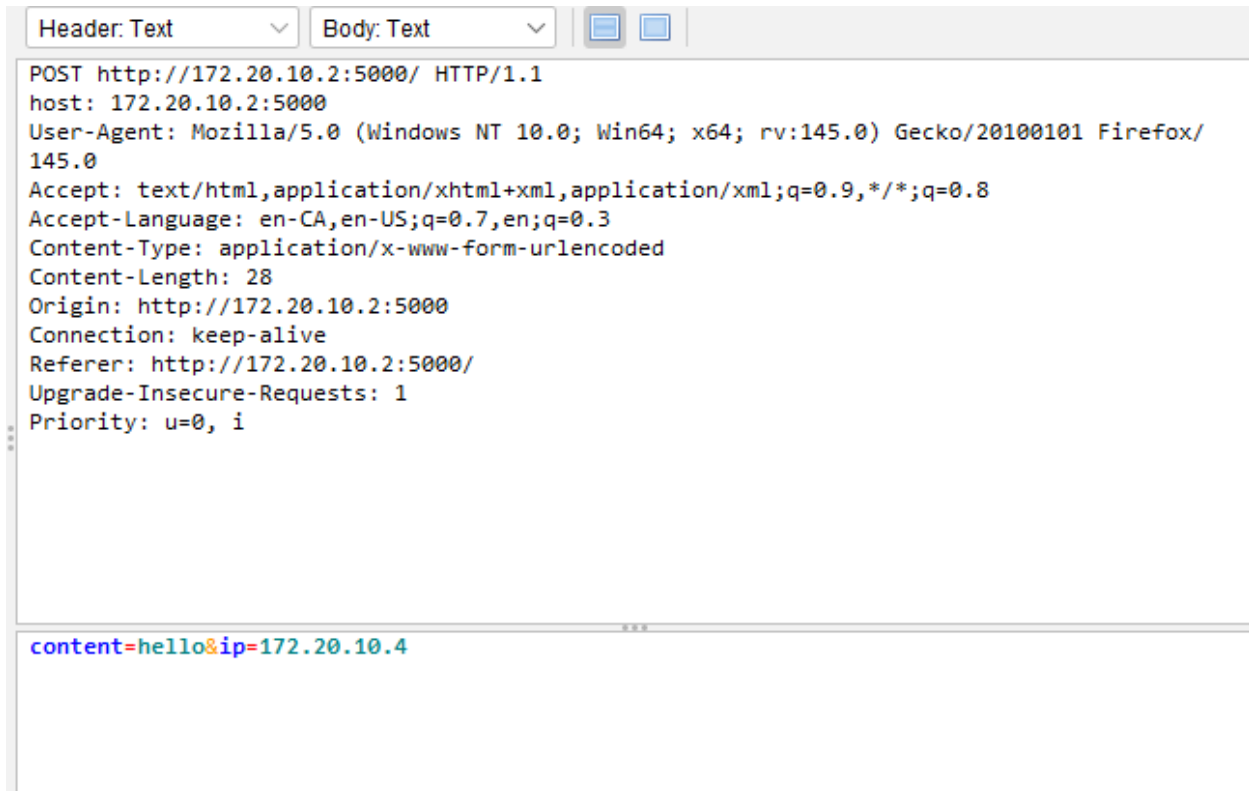 Header: Text Body: Text
POST http://172.20.10.2:5000/ HTTP/1.1
host: 172.20.10.2:5000
User-Agent: Mozilla/5.0 (Windows NT 10.0; Win64; x64; rv:145.0) Gecko/20100101 Firefox/
145.0
Accept: text/html,application/xhtml+xml,application/xml;q=0.9,*/*;q=0.8
Accept-Language: en-CA,en-US;q=0.7,en;q=0.3
Content-Type: application/x-www-form-urlencoded
Content-Length: 28
Origin: http://172.20.10.2:5000
Connection: keep-alive
Referer: http://172.20.10.2:5000/
Upgrade-Insecure-Requests: 1
Priority: u=0, i
content=hello&ip=172.20.10.4